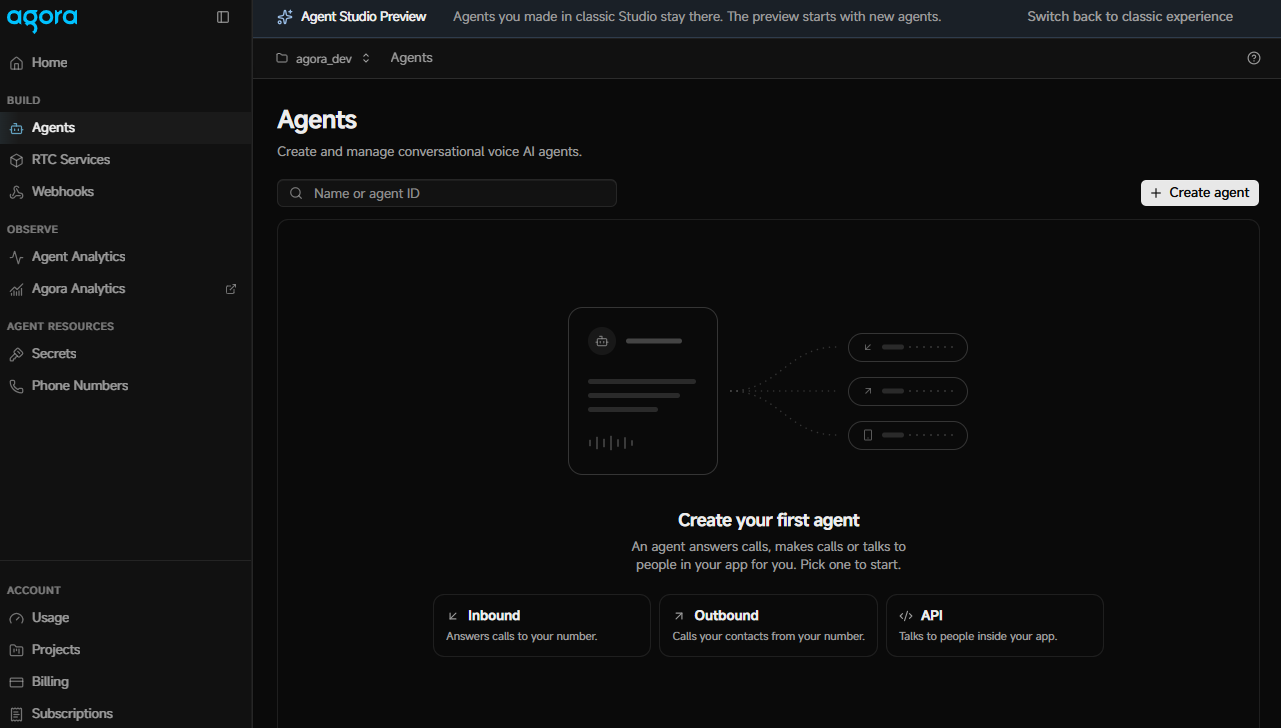 agora
Agent Studio Preview
Agents you made in classic Studio stay there. The preview starts with new agents.
Switch back to classic experience
Home
BUILD
Agents
RTC Services
Webhooks
OBSERVE
Agent Analytics
Agora Analytics
AGENT RESOURCES
Secrets
Phone Numbers
ACCOUNT
Usage
Projects
Billing
Subscriptions
agora_dev
Agents
Agents
Create and manage conversational voice AI agents.
Name or agent ID
Create agent
Create your first agent
An agent answers calls, makes calls or talks to
people in your app for you. Pick one to start.
Inbound
Answers calls to your number.
Outbound
Calls your contacts from your number.
API
Talks to people inside your app.